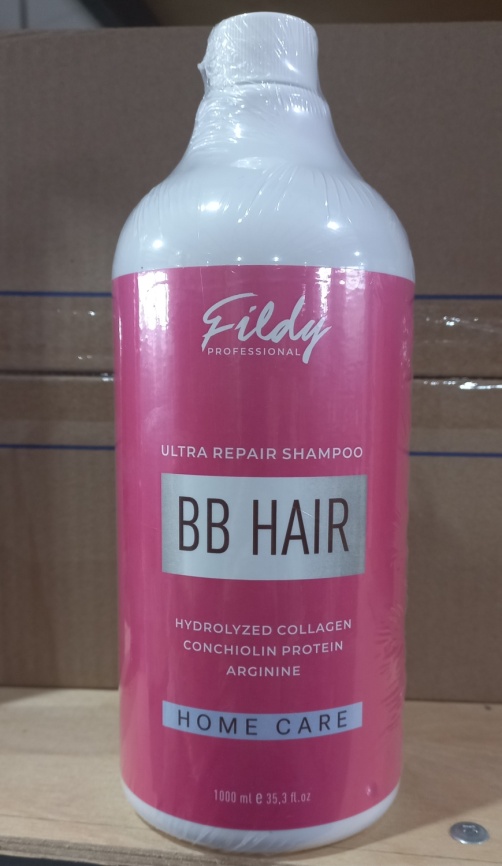 Fildy
PROFESSIONAL
ULTRA REPAIR SHAMPOO
BB HAIR
HYDROLYZED COLLAGEN
CONCHIOLIN PROTEIN
ARGININE
HOME CARE
1000 ml e 35,3 fl.oz